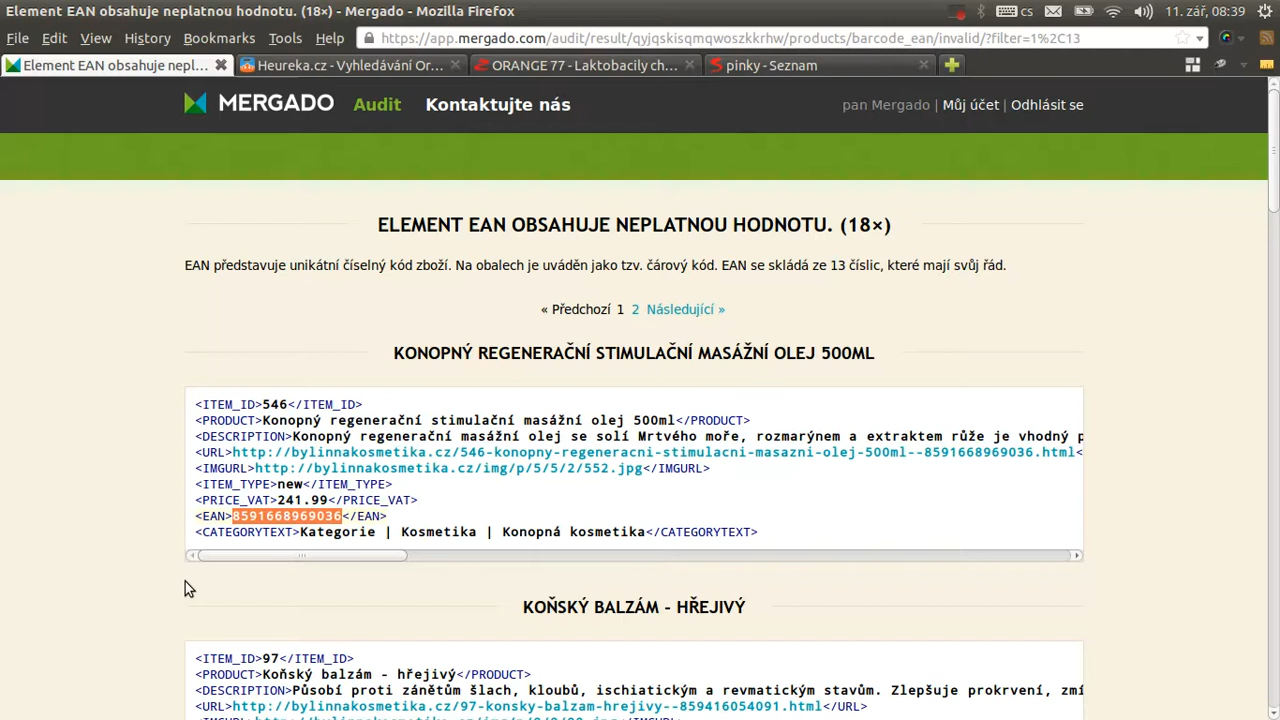 Element EAN obsahuje neplatnou hodnotu. (18×) - Mergado - Mozilla Firefox
cs
11. zář, 08:39
File Edit View History Bookmarks Tools Help
https://app.mergado.com/audit/result/qyjqskisqmqwoszkkrhw/products/barcode_ean/invalid/?filter=1%2C13
Element EAN obsahuje nepl...
Heureka.cz - Vyhledávání Or...
ORANGE 77 - Laktobacily ch...
pinky - Seznam
MERGADO Audit Kontaktujte nás
pan Mergado | Můj účet | Odhlásit se
ELEMENT EAN OBSAHUJE NEPLATNOU HODNOTU. (18×)
EAN představuje unikátní číselný kód zboží. Na obalech je uváděn jako tzv. čárový kód. EAN se skládá ze 13 číslic, které mají svůj řád.
« Předchozí 1 2 Následující »
KONOPNÝ REGENERAČNÍ STIMULAČNÍ MASÁŽNÍ OLEJ 500ML
<ITEM_ID>546</ITEM_ID>
<PRODUCT>Konopný regenerační stimulační masážní olej 500ml</PRODUCT>
<DESCRIPTION>Konopný regenerační masážní olej se solí Mrtvého moře, rozmarýnem a extraktem růže je vhodný p
<URL>http://bylinnakosmetika.cz/546-konopny-regeneracni-stimulacni-masazni-olej-500ml--8591668969036.html<
<IMGURL>http://bylinnakosmetika.cz/img/p/5/5/2/552.jpg</IMGURL>
<ITEM_TYPE>new</ITEM_TYPE>
<PRICE_VAT>241.99</PRICE_VAT>
<EAN>8591668969036</EAN>
<CATEGORYTEXT>Kategorie | Kosmetika | Konopná kosmetika</CATEGORYTEXT>
KOŇSKÝ BALZÁM - HŘEJIVÝ
<ITEM_ID>97</ITEM_ID>
<PRODUCT>Koňský balzám - hřejivý</PRODUCT>
<DESCRIPTION>Působí proti zánětům šlach, kloubů, ischiatickým a revmatickým stavům. Zlepšuje prokrvení, zmí
<URL>http://bylinnakosmetika.cz/97-konsky-balzam-hrejivy--859416054091.html</URL>